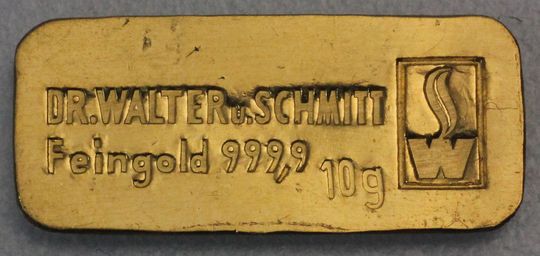 DR.WALTER u. SCHMITT
Feingold 999,9 10g
W